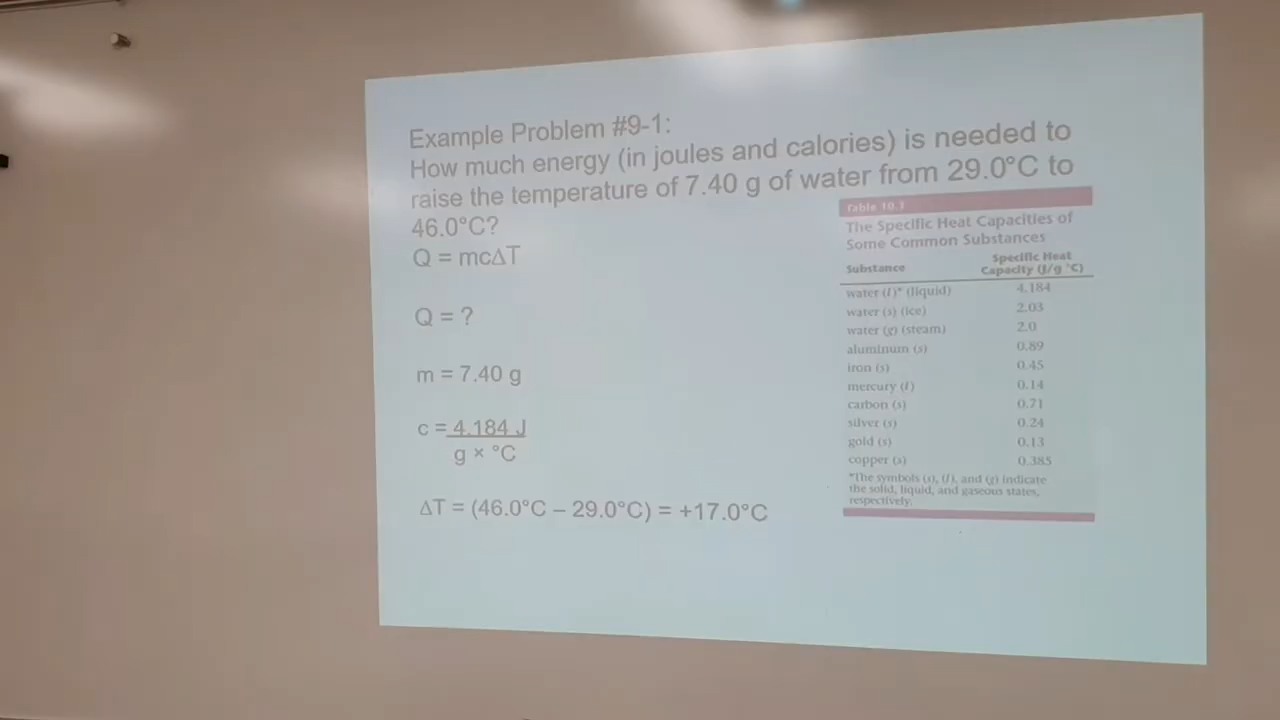 Example Problem #9-1:
How much energy (in joules and calories) is needed to
raise the temperature of 7.40 g of water from 29.0°C to
46.0°C?
Q = mcΔT
Q = ?
m = 7.40 g
c = 4.184 J
g × °C
ΔT = (46.0°C – 29.0°C) = +17.0°C
Table 10.1
The Specific Heat Capacities of
Some Common Substances
Substance Specific Heat
Capacity (J/g °C)
water (l)* (liquid) 4.184
water (s) (ice) 2.03
water (g) (steam) 2.0
aluminum (s) 0.89
iron (s) 0.45
mercury (l) 0.14
carbon (s) 0.71
silver (s) 0.24
gold (s) 0.13
copper (s) 0.385
*The symbols (s), (l), and (g) indicate
the solid, liquid, and gaseous states,
respectively.